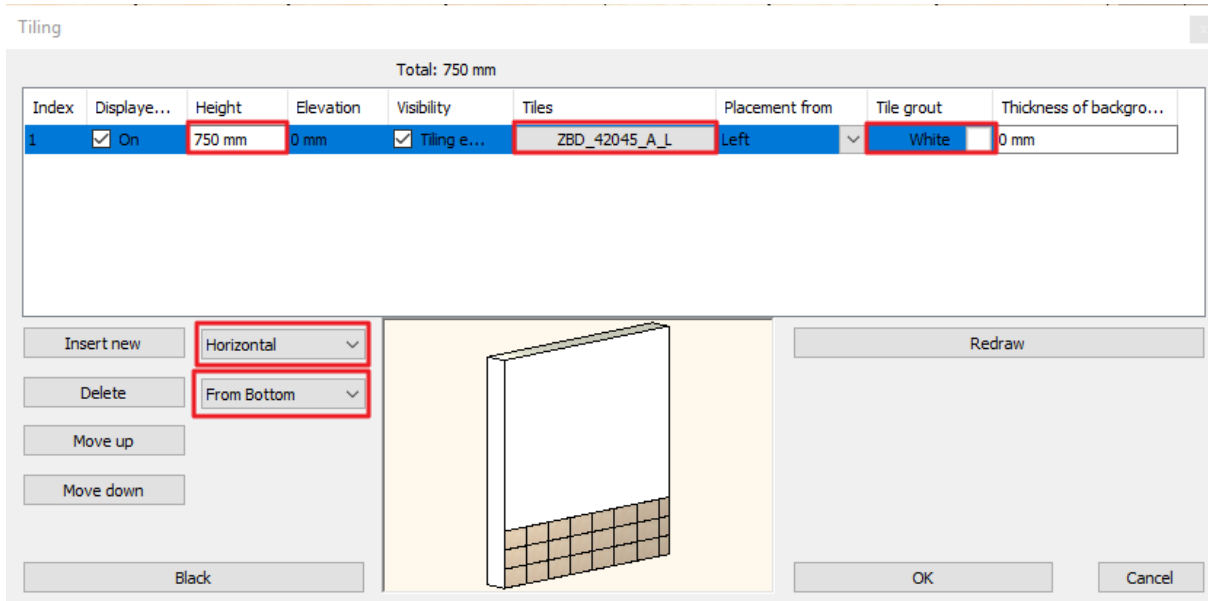 Tiling
Total: 750 mm
Index Displaye... Height Elevation Visibility Tiles Placement from Tile grout Thickness of backgro...
1 On 750 mm 0 mm Tiling e... ZBD_42045_A_L Left White 0 mm
Insert new Horizontal Redraw
Delete From Bottom
Move up
Move down
Black OK Cancel